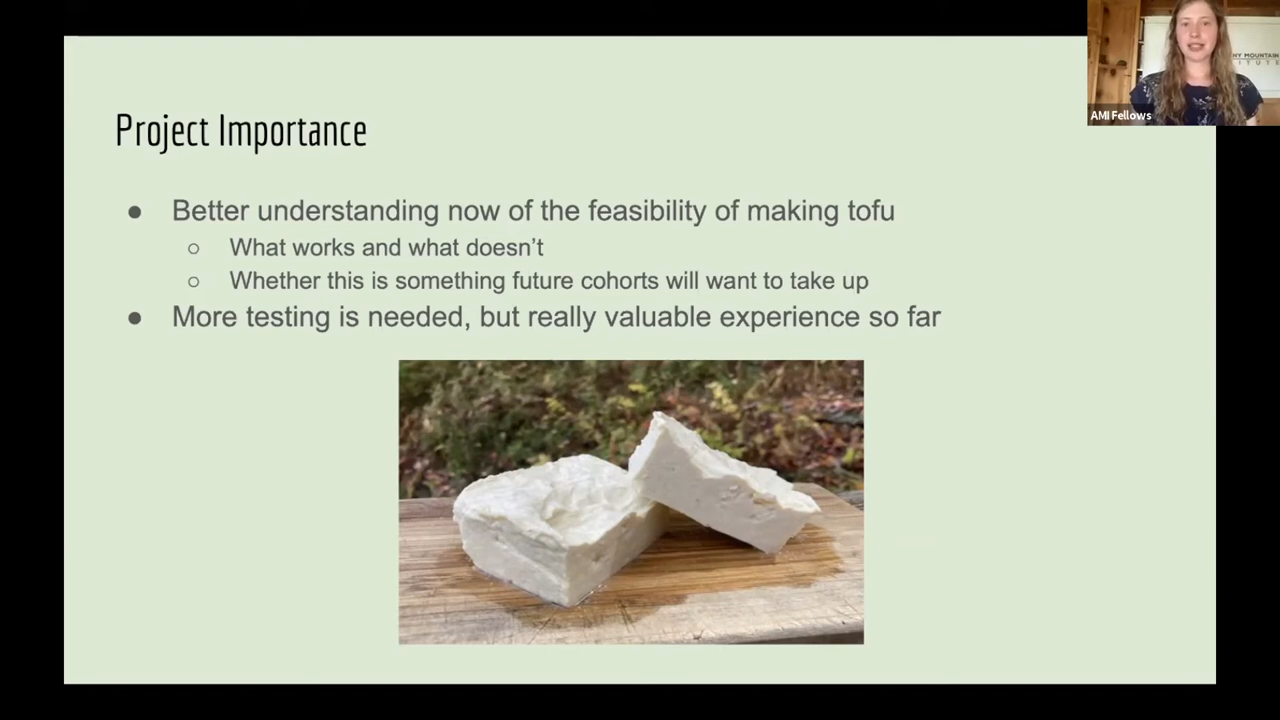 Project Importance
Better understanding now of the feasibility of making tofu
What works and what doesn’t
Whether this is something future cohorts will want to take up
More testing is needed, but really valuable experience so far
AMI Fellows
NY MOUNTAIN